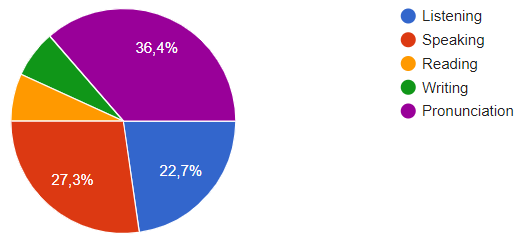 36,4%
27,3%
22,7%
Listening
Speaking
Reading
Writing
Pronunciation